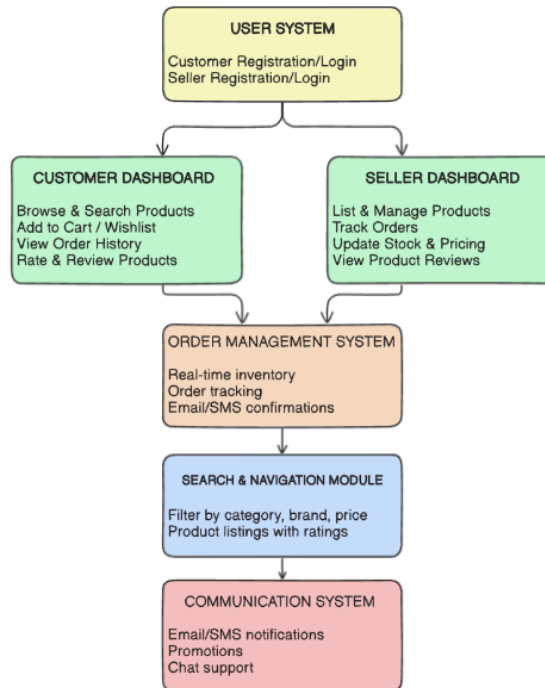 USER SYSTEM
Customer Registration/Login
Seller Registration/Login
CUSTOMER DASHBOARD
Browse & Search Products
Add to Cart / Wishlist
View Order History
Rate & Review Products
SELLER DASHBOARD
List & Manage Products
Track Orders
Update Stock & Pricing
View Product Reviews
ORDER MANAGEMENT SYSTEM
Real-time inventory
Order tracking
Email/SMS confirmations
SEARCH & NAVIGATION MODULE
Filter by category, brand, price
Product listings with ratings
COMMUNICATION SYSTEM
Email/SMS notifications
Promotions
Chat support